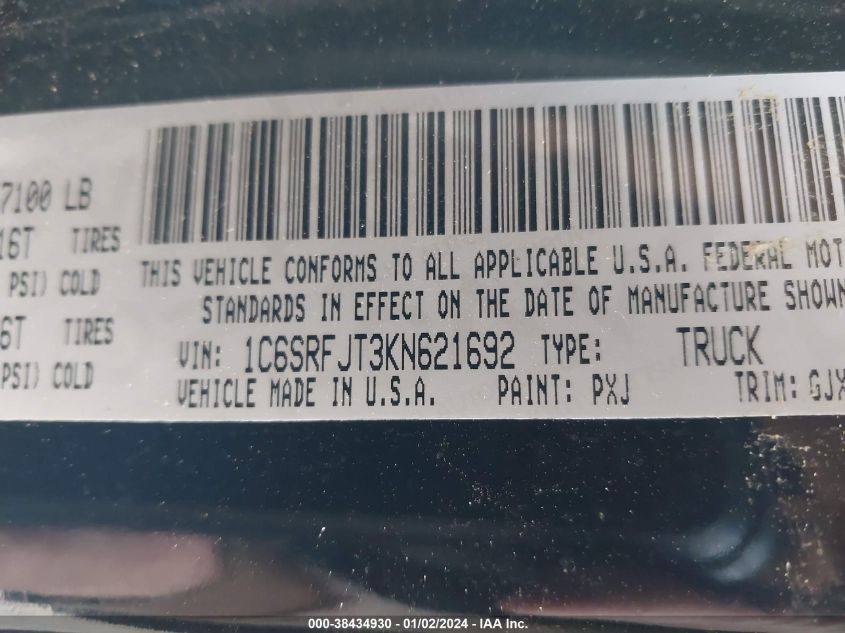 7100 LB
16T TIRES
PSI) COLD
6T TIRES
PSI) COLD
THIS VEHICLE CONFORMS TO ALL APPLICABLE U.S.A. FEDERAL MOT
STANDARDS IN EFFECT ON THE DATE OF MANUFACTURE SHOWN
VIN: 1C6SRFJT3KN621692 TYPE: TRUCK
VEHICLE MADE IN U.S.A. PAINT: PXJ TRIM: GJX
000-38434930 - 01/02/2024 - IAA Inc.